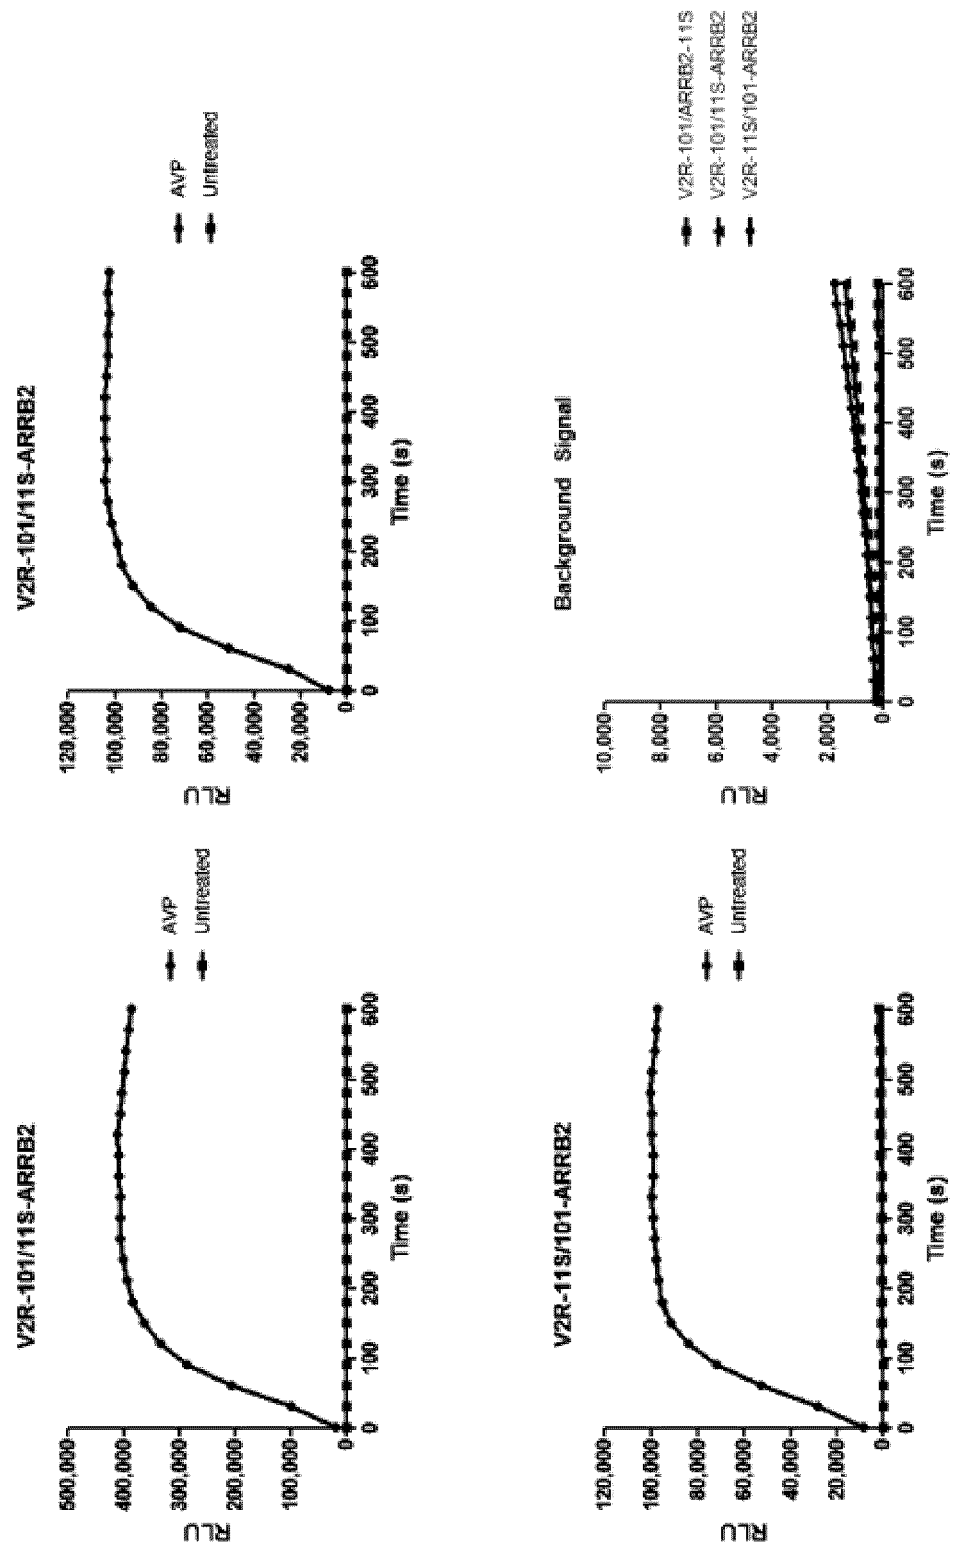 V2R-101/11S-ARRB2
RLU
500,000
400,000
300,000
200,000
100,000
0
0 100 200 300 400 500 600
Time (s)
AVP
Untreated
V2R-101/11S-ARRB2
RLU
120,000
100,000
80,000
60,000
40,000
20,000
0
0 100 200 300 400 500 600
Time (s)
AVP
Untreated
V2R-11S/101-ARRB2
RLU
120,000
100,000
80,000
60,000
40,000
20,000
0
0 100 200 300 400 500 600
Time (s)
AVP
Untreated
Background Signal
RLU
10,000
8,000
6,000
4,000
2,000
0
0 100 200 300 400 500 600
Time (s)
V2R-101/ARRB2-11S
V2R-101/11S-ARRB2
V2R-11S/101-ARRB2